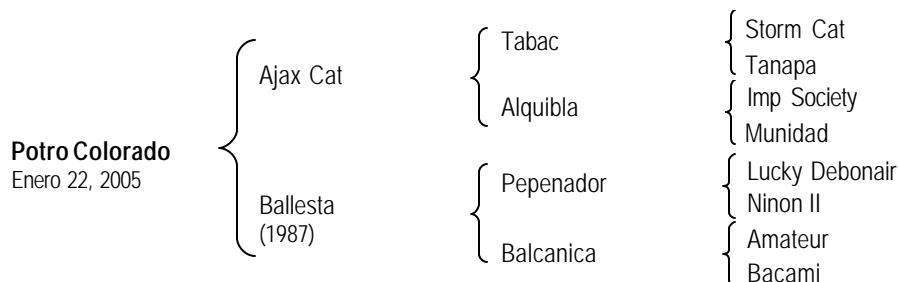 Potro Colorado
Enero 22, 2005
Ajax Cat
Ballesta
(1987)
Tabac
Alquibla
Pepenador
Balcanica
Storm Cat
Tanapa
Imp Society
Munidad
Lucky Debonair
Ninon II
Amateur
Bacami